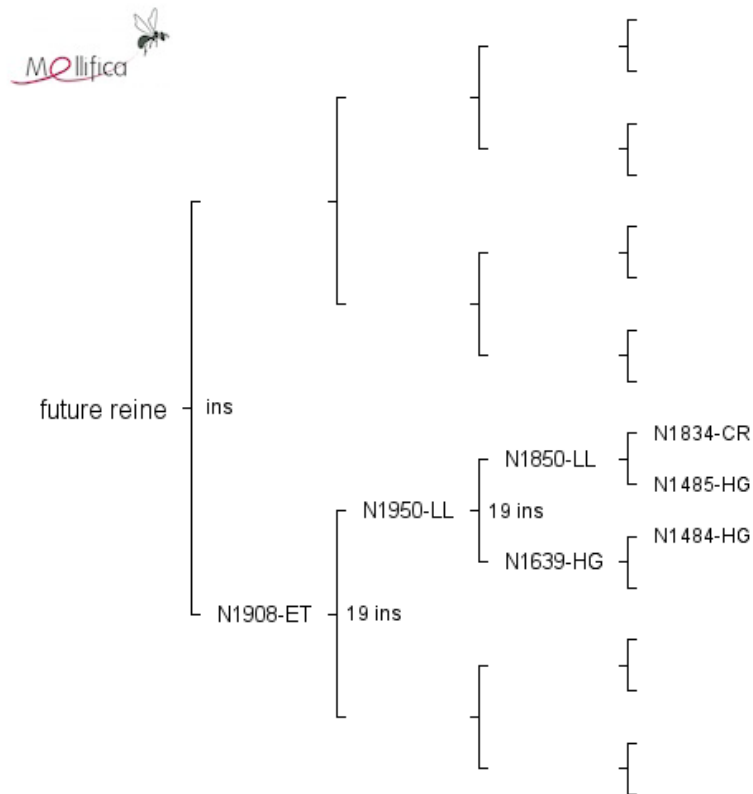 Mellifica
future reine
ins
N1834-CR
N1850-LL
N1485-HG
N1950-LL
19 ins
N1484-HG
N1639-HG
N1908-ET
19 ins